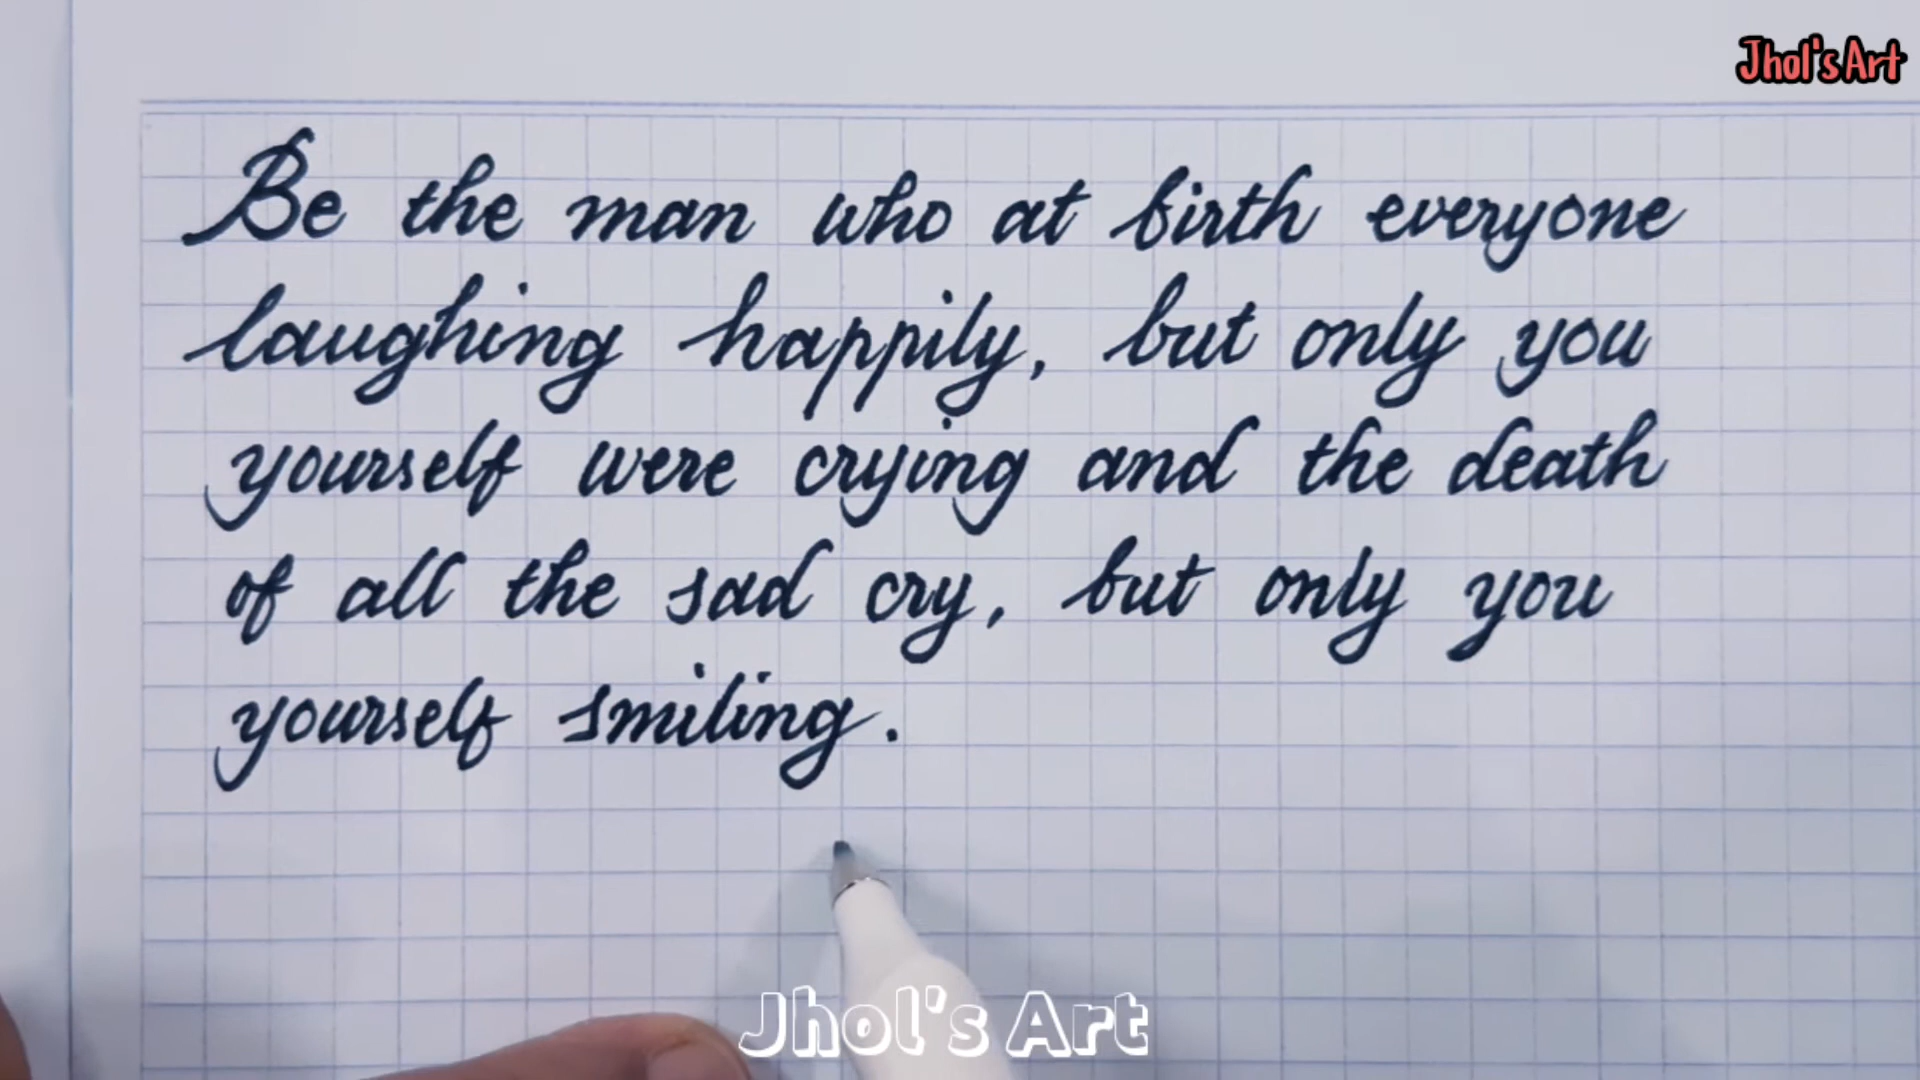 Jhol's Art
Be the man who at birth everyone
laughing happily, but only you
yourself were crying and the death
of all the sad cry, but only you
yourself smiling.
Jhol's Art